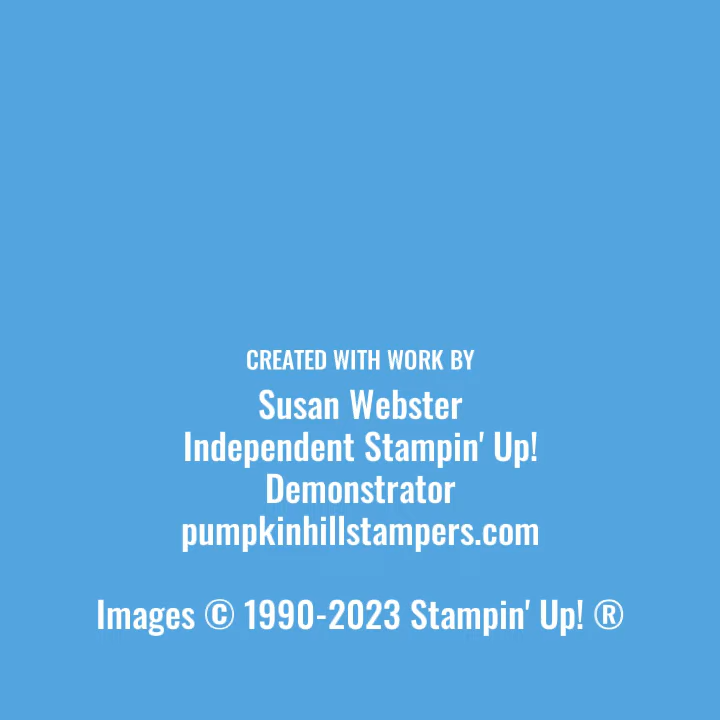 CREATED WITH WORK BY
Susan Webster
Independent Stampin' Up!
Demonstrator
pumpkinhillstampers.com
Images © 1990-2023 Stampin' Up! ®